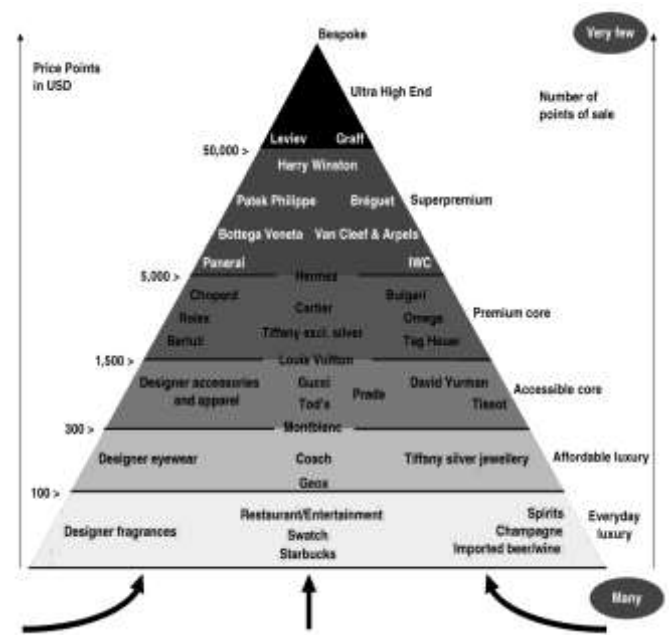 Bespoke
Very few
Price Points
in USD
Ultra High End
Number of
points of sale
Leviev Graff
50,000 >
Harry Winston
Patek Philippe Bréguet Superpremium
Bottega Veneta Van Cleef & Arpels
Panerai IWC
5,000 >
Hermes
Chopard Bulgari
Cartier
Premium core
Rolex Omega
Tiffany excl. silver
Berluti Tag Heuer
1,500 >
Louis Vuitton
Designer accessories
and apparel
Gucci
David Yurman
Accessible core
Prada
Tod's
Tissot
300 >
Montblanc
Designer eyewear Coach Tiffany silver jewellery Affordable luxury
Geox
100 >
Restaurant/Entertainment
Spirits
Everyday
luxury
Designer fragrances
Swatch
Champagne
Starbucks
Imported beer/wine
Many